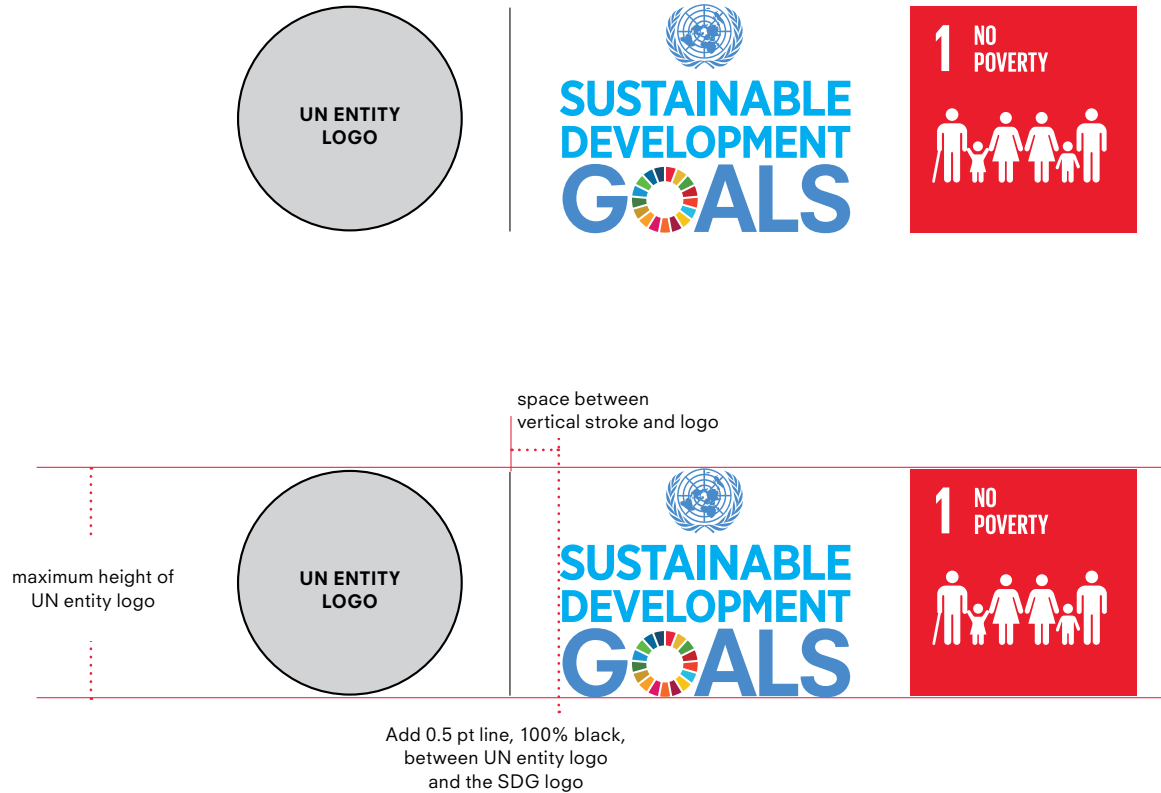 UN ENTITY
LOGO
SUSTAINABLE
DEVELOPMENT
GOALS
1 NO
POVERTY
space between
vertical stroke and logo
maximum height of
UN entity logo
UN ENTITY
LOGO
SUSTAINABLE
DEVELOPMENT
GOALS
1 NO
POVERTY
Add 0.5 pt line, 100% black,
between UN entity logo
and the SDG logo